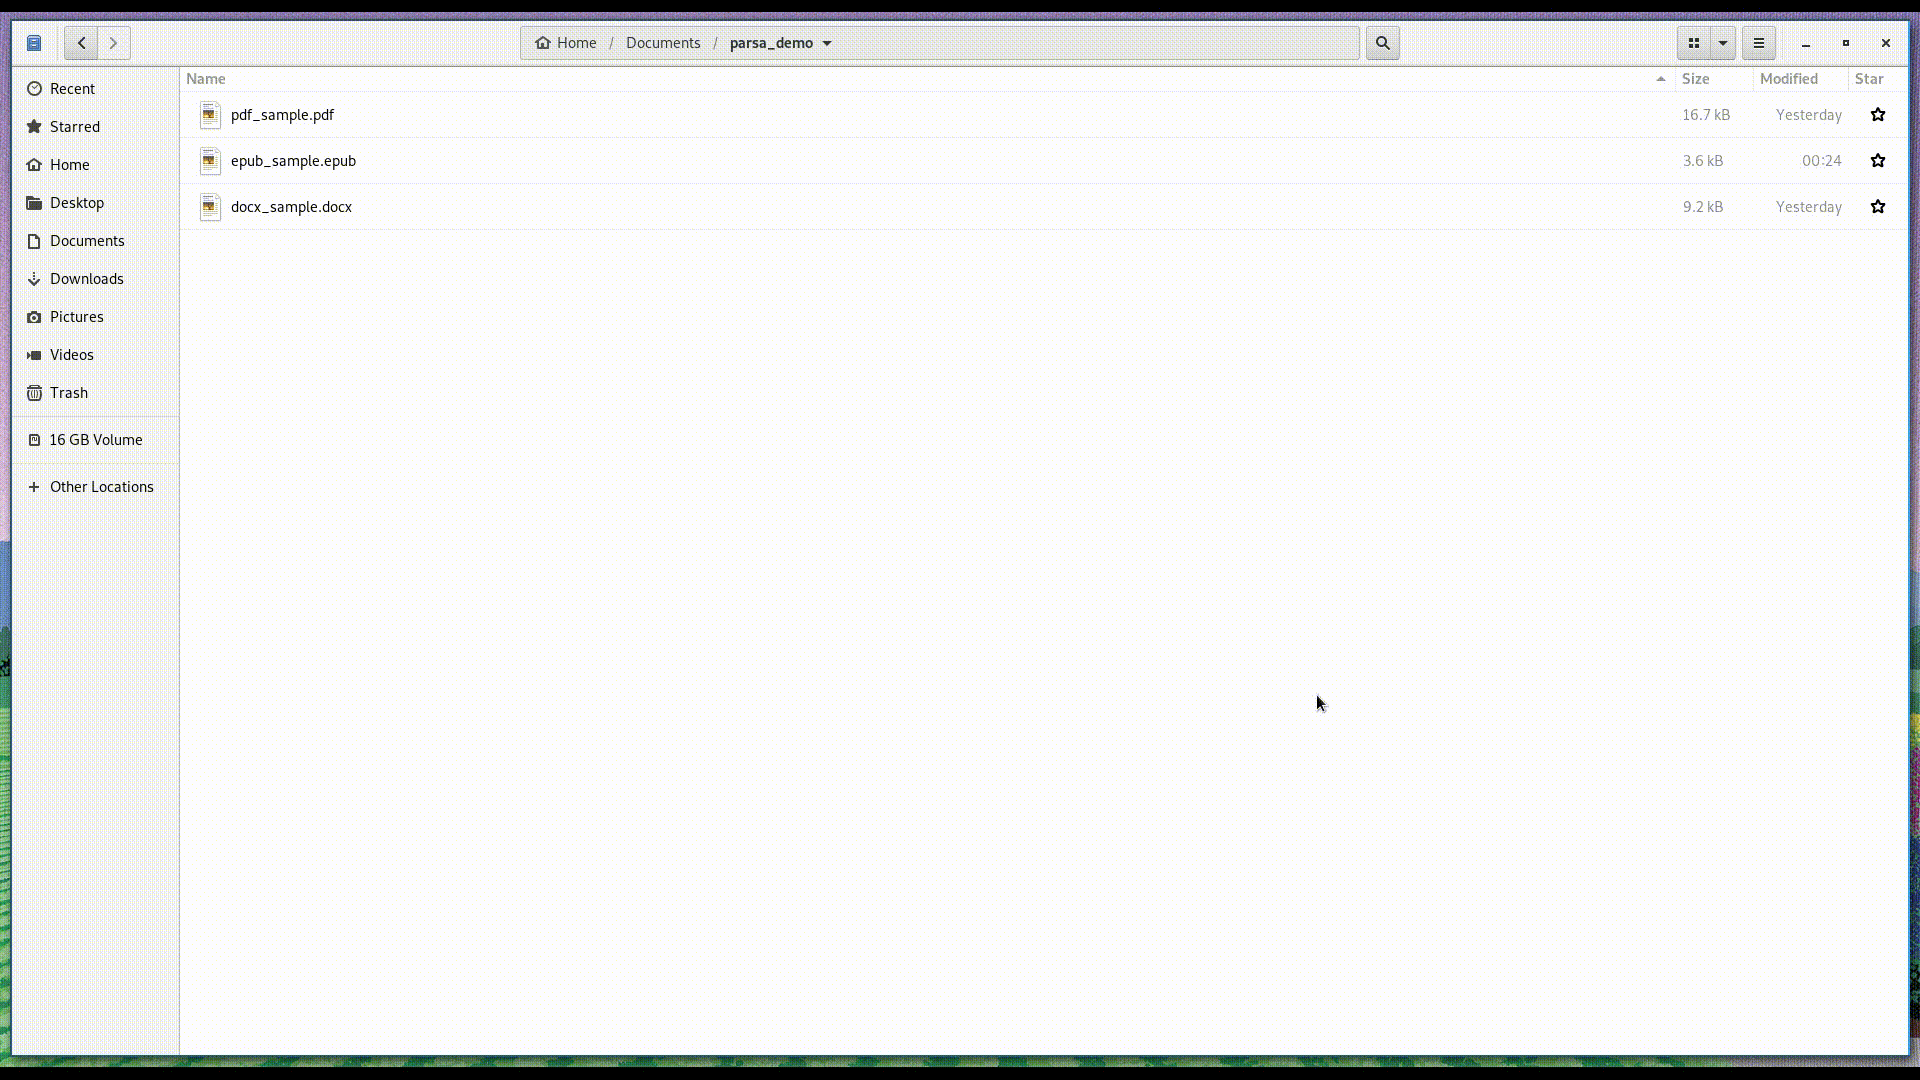 Home / Documents / parsa_demo
Recent
Starred
Home
Desktop
Documents
Downloads
Pictures
Videos
Trash
16 GB Volume
Other Locations
Name Size Modified Star
pdf_sample.pdf 16.7 kB Yesterday
epub_sample.epub 3.6 kB 00:24
docx_sample.docx 9.2 kB Yesterday